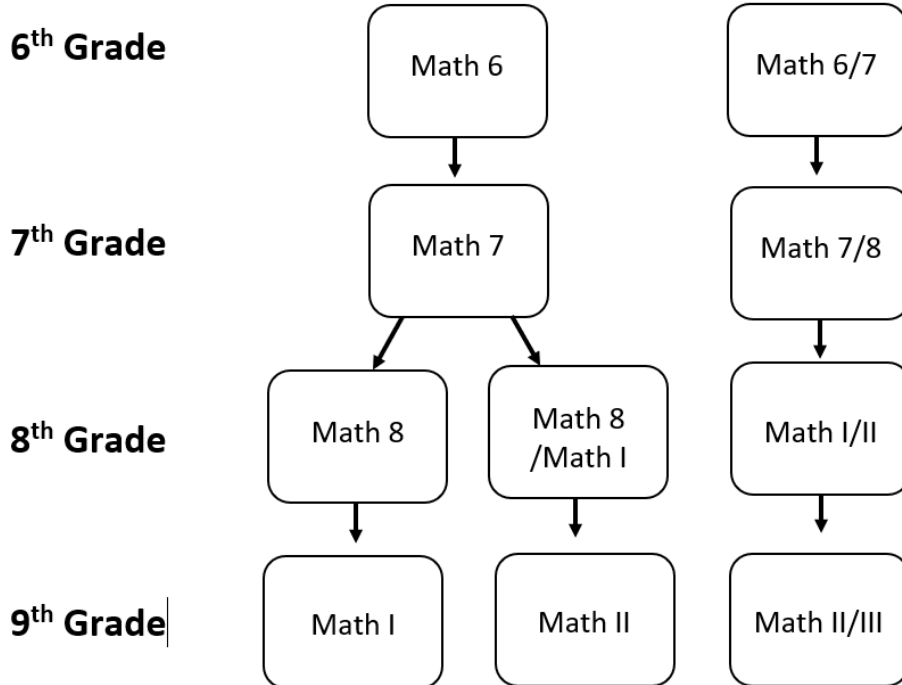 6th Grade
Math 6
Math 6/7
7th Grade
Math 7
Math 7/8
8th Grade
Math 8
Math 8
/Math I
Math I/II
9th Grade
Math I
Math II
Math II/III